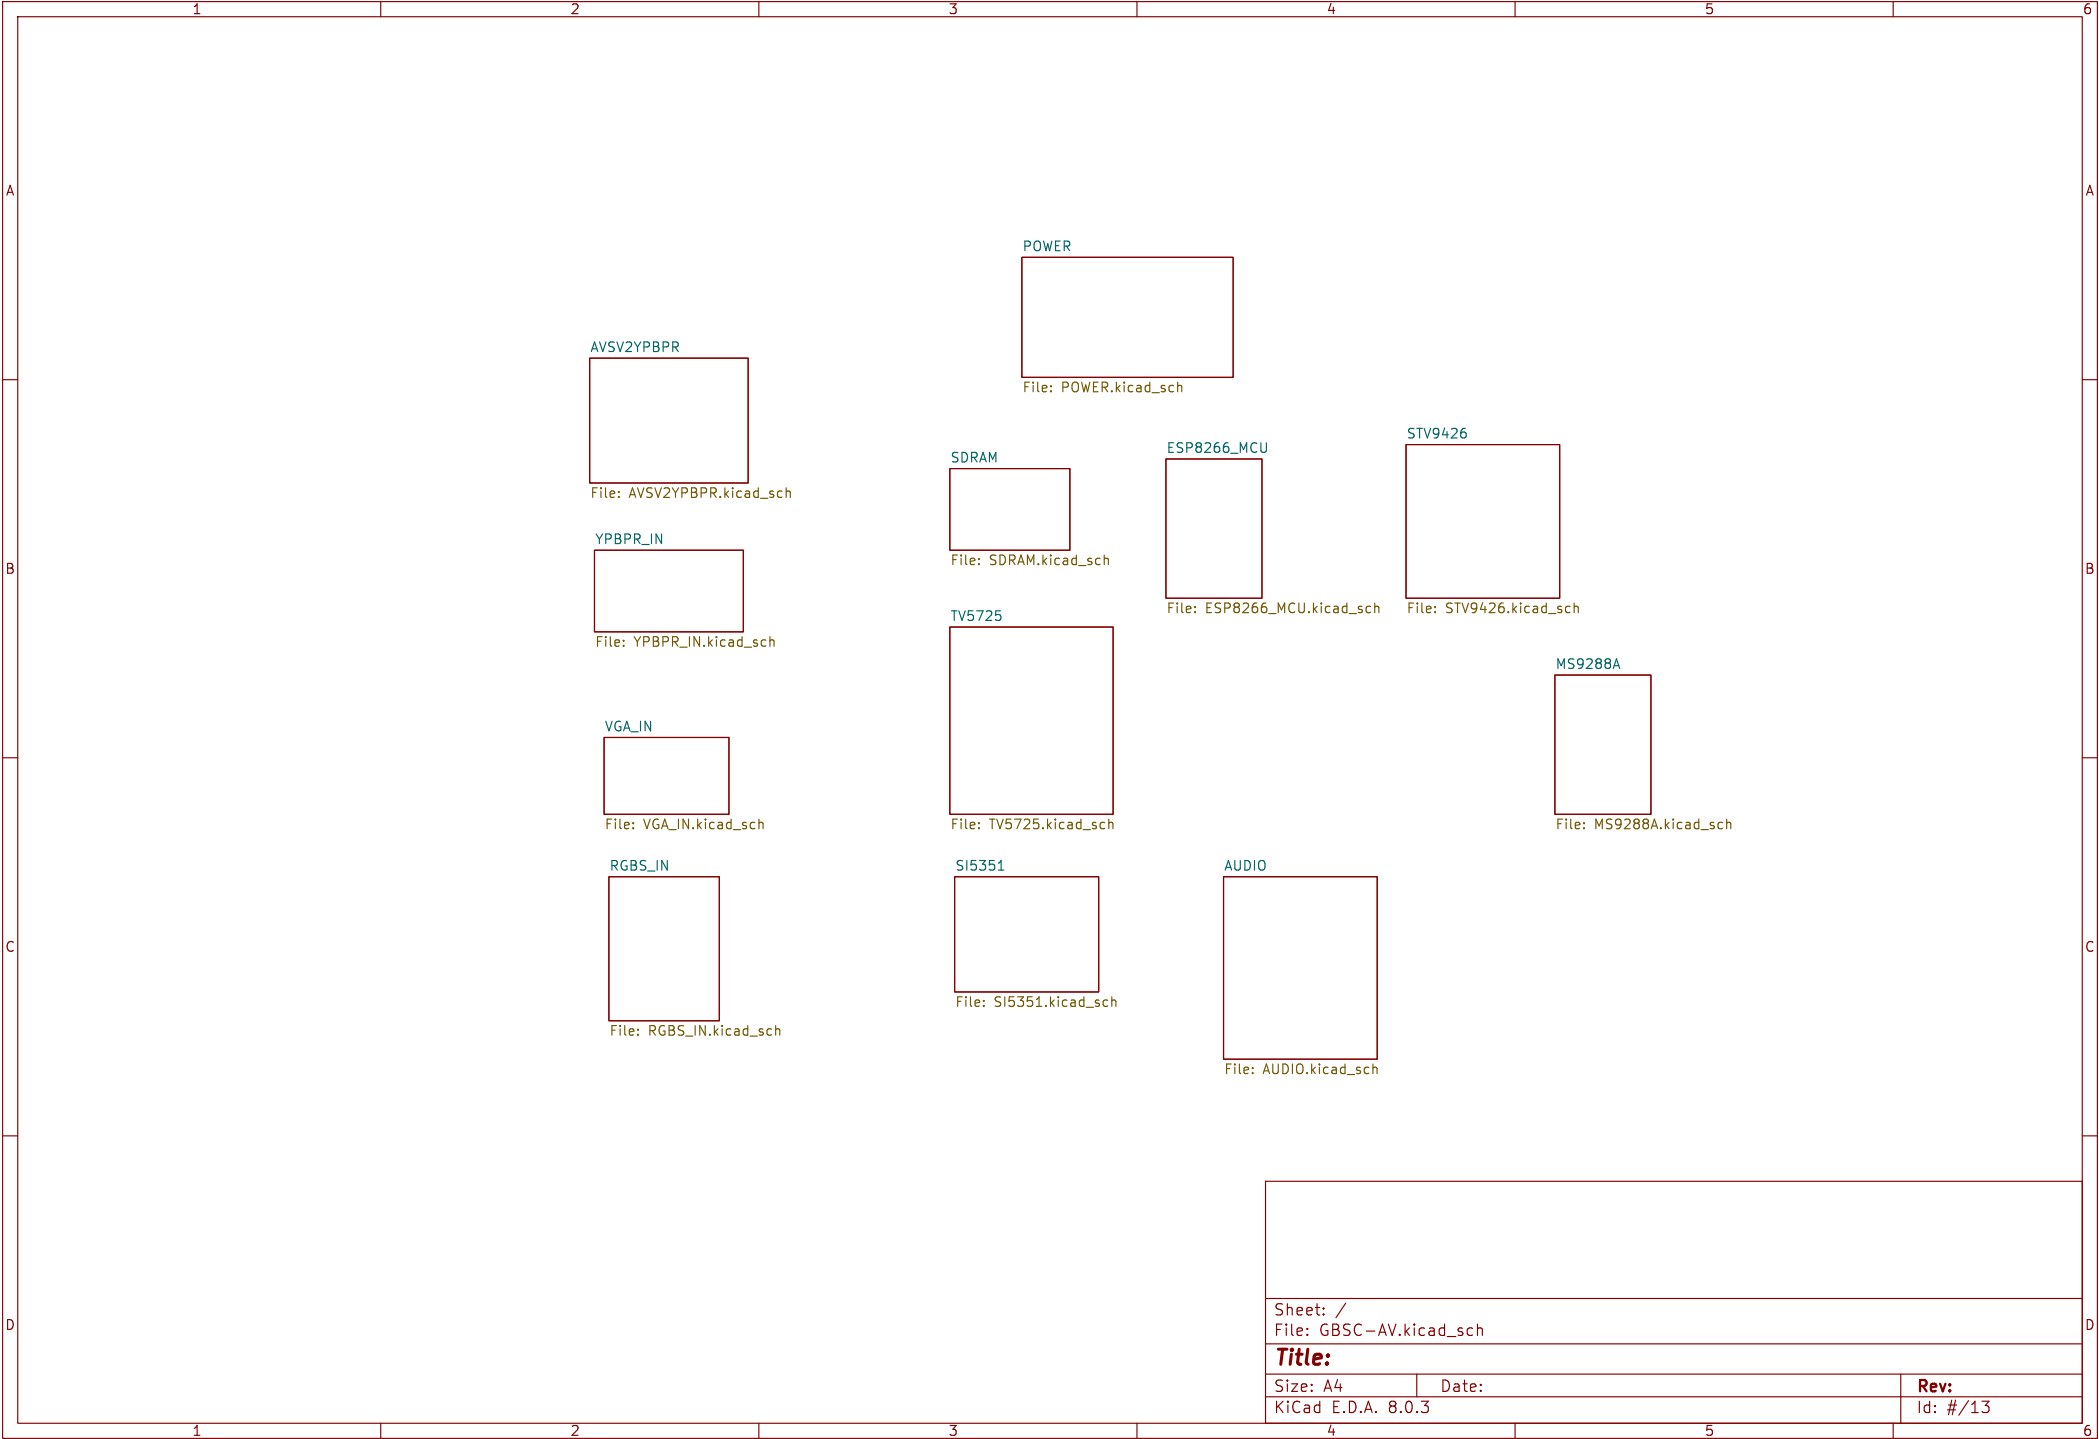 1 2 3 4 5 6
A A
POWER
File: POWER.kicad_sch
AVSV2YPBPR
File: AVSV2YPBPR.kicad_sch
STV9426
File: STV9426.kicad_sch
ESP8266_MCU
File: ESP8266_MCU.kicad_sch
SDRAM
File: SDRAM.kicad_sch
YPBPR_IN
File: YPBPR_IN.kicad_sch
B B
TV5725
File: TV5725.kicad_sch
MS9288A
File: MS9288A.kicad_sch
VGA_IN
File: VGA_IN.kicad_sch
RGBS_IN
File: RGBS_IN.kicad_sch
SI5351
File: SI5351.kicad_sch
AUDIO
File: AUDIO.kicad_sch
C C
Sheet: /
File: GBSC-AV.kicad_sch
D D
Title:
Size: A4 Date: Rev:
KiCad E.D.A. 8.0.3 Id: #/13
1 2 3 4 5 6